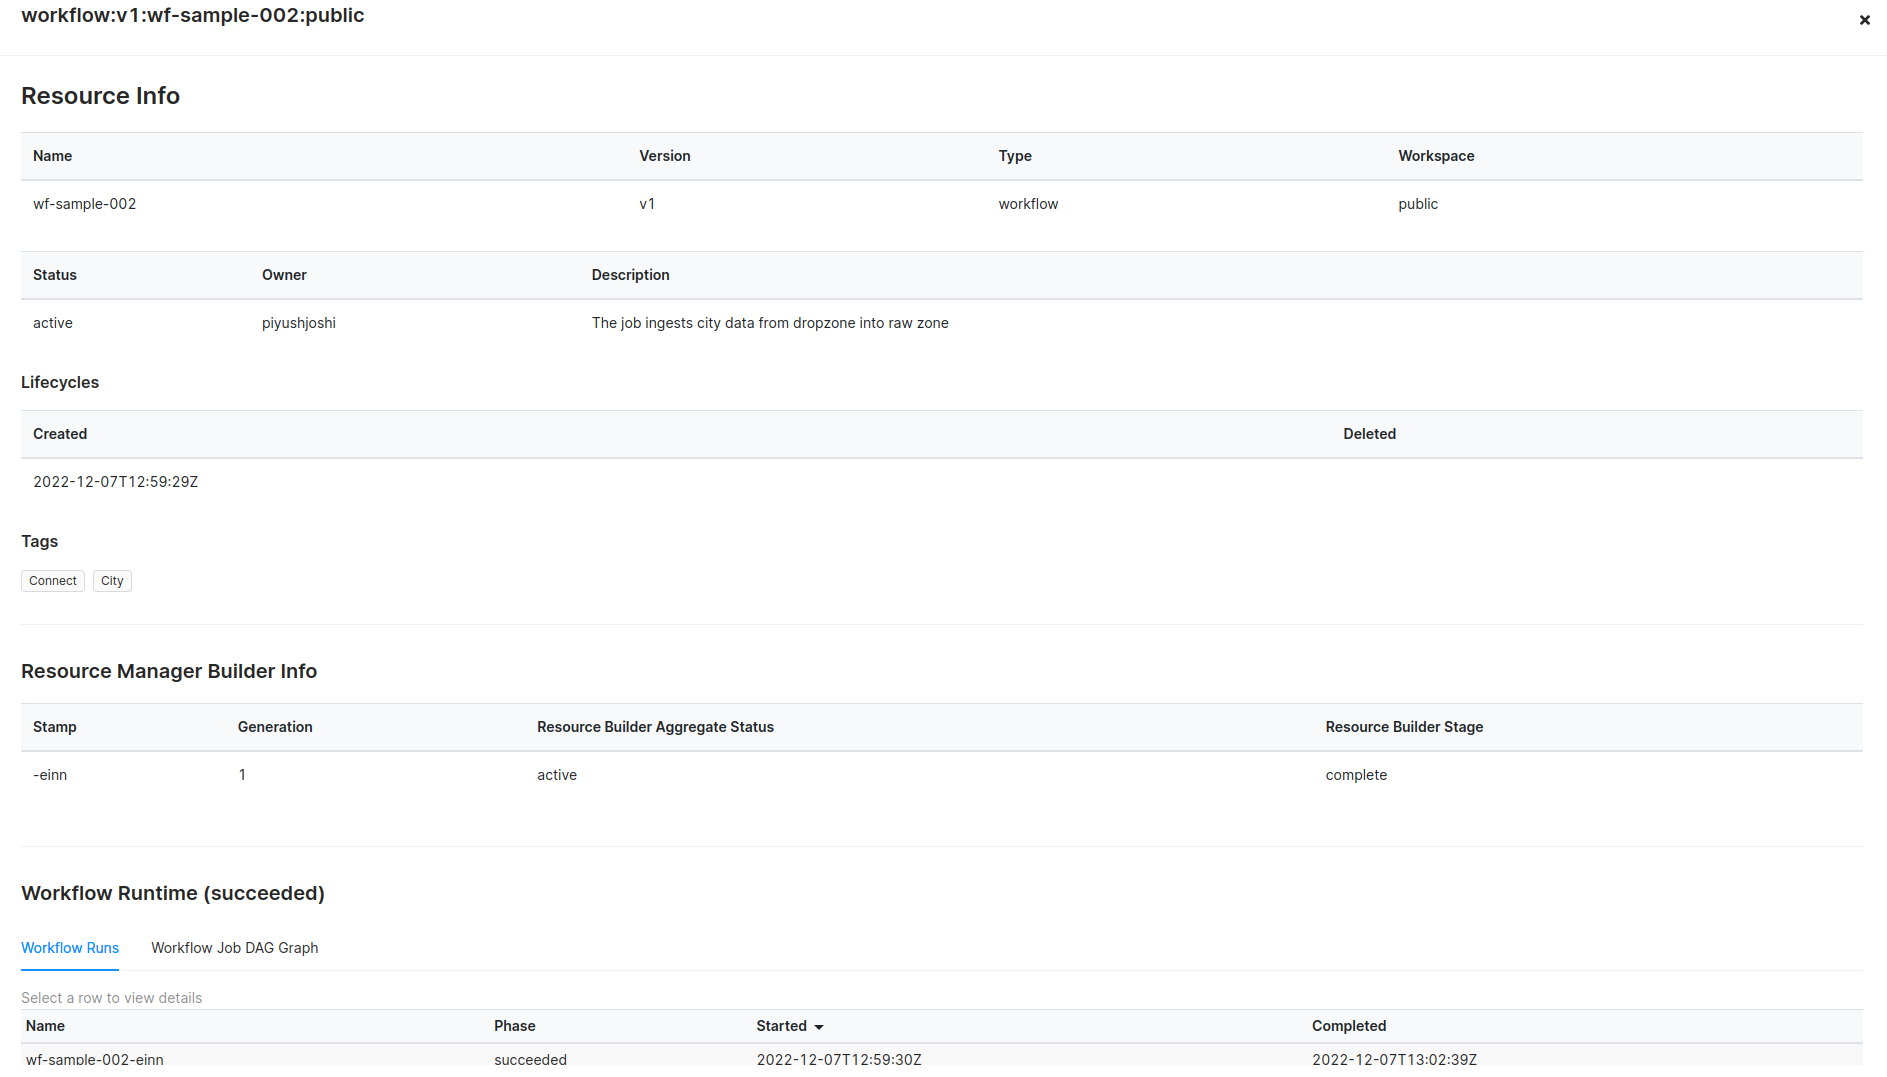 workflow:v1:wf-sample-002:public
Resource Info
Name Version Type Workspace
wf-sample-002 v1 workflow public
Status Owner Description
active piyushjoshi The job ingests city data from dropzone into raw zone
Lifecycles
Created Deleted
2022-12-07T12:59:29Z
Tags
Connect City
Resource Manager Builder Info
Stamp Generation Resource Builder Aggregate Status Resource Builder Stage
-einn 1 active complete
Workflow Runtime (succeeded)
Workflow Runs Workflow Job DAG Graph
Select a row to view details
Name Phase Started Completed
wf-sample-002-einn succeeded 2022-12-07T12:59:30Z 2022-12-07T13:02:39Z